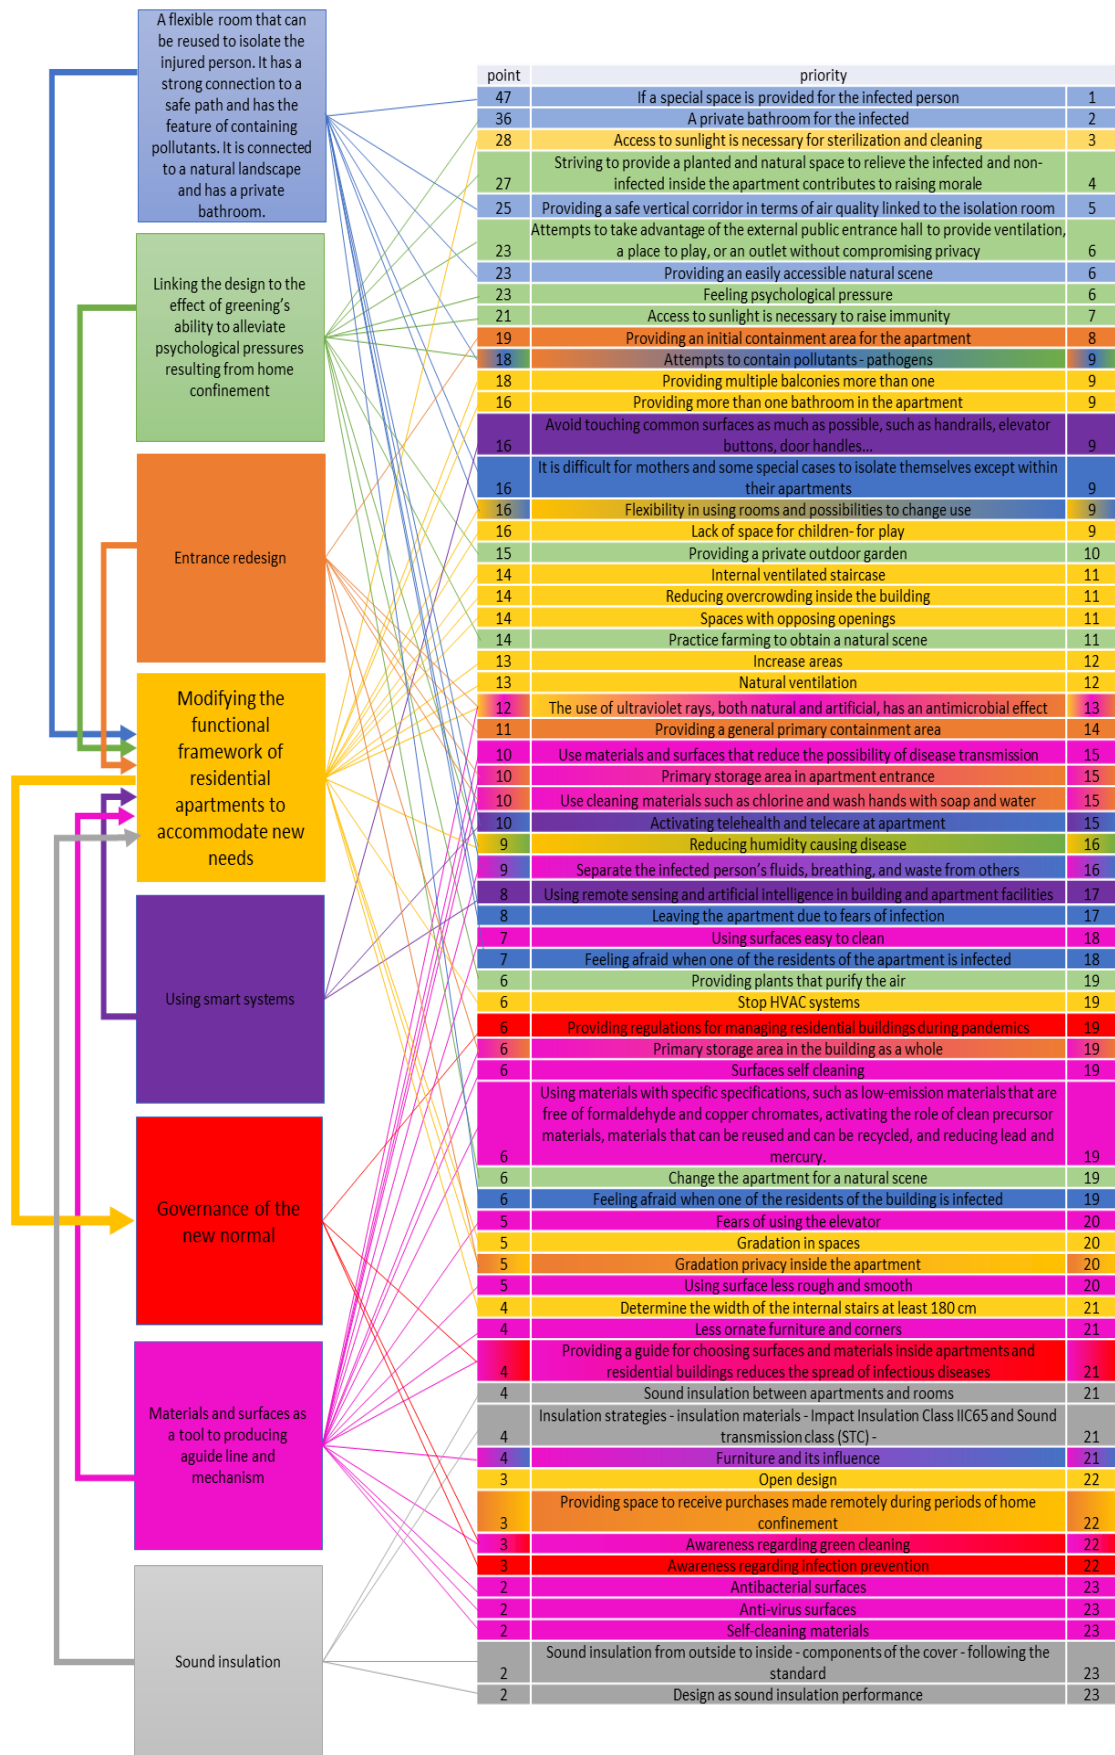 A flexible room that can
be reused to isolate the
injured person. It has a
strong connection to a
safe path and has the
feature of containing
pollutants. It is connected
to a natural landscape
and has a private
bathroom.
Linking the design to the
effect of greening's
ability to alleviate
psychological pressures
resulting from home
confinement
Entrance redesign
Modifying the
functional
framework of
residential
apartments to
accommodate new
needs
Using smart systems
Governance of the
new normal
Materials and surfaces as
a tool to producing
aguide line and
mechanism
Sound insulation
point priority
47 If a special space is provided for the infected person 1
36 A private bathroom for the infected 2
28 Access to sunlight is necessary for sterilization and cleaning 3
Striving to provide a planted and natural space to relieve the infected and non-
27 infected inside the apartment contributes to raising morale 4
25 Providing a safe vertical corridor in terms of air quality linked to the isolation room 5
Attempts to take advantage of the external public entrance hall to provide ventilation,
23 a place to play, or an outlet without compromising privacy 6
23 Providing an easily accessible natural scene 6
23 Feeling psychological pressure 6
21 Access to sunlight is necessary to raise immunity 7
19 Providing an initial containment area for the apartment 8
18 Attempts to contain pollutants - pathogens 9
18 Providing multiple balconies more than one 9
16 Providing more than one bathroom in the apartment 9
Avoid touching common surfaces as much as possible, such as handrails, elevator
16 buttons, door handles... 9
It is difficult for mothers and some special cases to isolate themselves except within
16 their apartments 9
16 Flexibility in using rooms and possibilities to change use 9
16 Lack of space for children- for play 9
15 Providing a private outdoor garden 10
14 Internal ventilated staircase 11
14 Reducing overcrowding inside the building 11
14 Spaces with opposing openings 11
14 Practice farming to obtain a natural scene 11
13 Increase areas 12
13 Natural ventilation 12
12 The use of ultraviolet rays, both natural and artificial, has an antimicrobial effect 13
11 Providing a general primary containment area 14
10 Use materials and surfaces that reduce the possibility of disease transmission 15
10 Primary storage area in apartment entrance 15
10 Use cleaning materials such as chlorine and wash hands with soap and water 15
10 Activating telehealth and telecare at apartment 15
9 Reducing humidity causing disease 16
9 Separate the infected person's fluids, breathing, and waste from others 16
8 Using remote sensing and artificial intelligence in building and apartment facilities 17
8 Leaving the apartment due to fears of infection 17
7 Using surfaces easy to clean 18
7 Feeling afraid when one of the residents of the apartment is infected 18
6 Providing plants that purify the air 19
6 Stop HVAC systems 19
6 Providing regulations for managing residential buildings during pandemics 19
6 Primary storage area in the building as a whole 19
6 Surfaces self cleaning 19
Using materials with specific specifications, such as low-emission materials that are
free of formaldehyde and copper chromates, activating the role of clean precursor
materials, materials that can be reused and can be recycled, and reducing lead and
6 mercury. 19
6 Change the apartment for a natural scene 19
6 Feeling afraid when one of the residents of the building is infected 19
5 Fears of using the elevator 20
5 Gradation in spaces 20
5 Gradation privacy inside the apartment 20
5 Using surface less rough and smooth 20
4 Determine the width of the internal stairs at least 180 cm 21
4 Less ornate furniture and corners 21
Providing a guide for choosing surfaces and materials inside apartments and
4 residential buildings reduces the spread of infectious diseases 21
4 Sound insulation between apartments and rooms 21
Insulation strategies - insulation materials - Impact Insulation Class IIC65 and Sound
4 transmission class (STC) - 21
4 Furniture and its influence 21
3 Open design 22
Providing space to receive purchases made remotely during periods of home
3 confinement 22
3 Awareness regarding green cleaning 22
3 Awareness regarding infection prevention 22
2 Antibacterial surfaces 23
2 Anti-virus surfaces 23
2 Self-cleaning materials 23
Sound insulation from outside to inside - components of the cover - following the
2 standard 23
2 Design as sound insulation performance 23